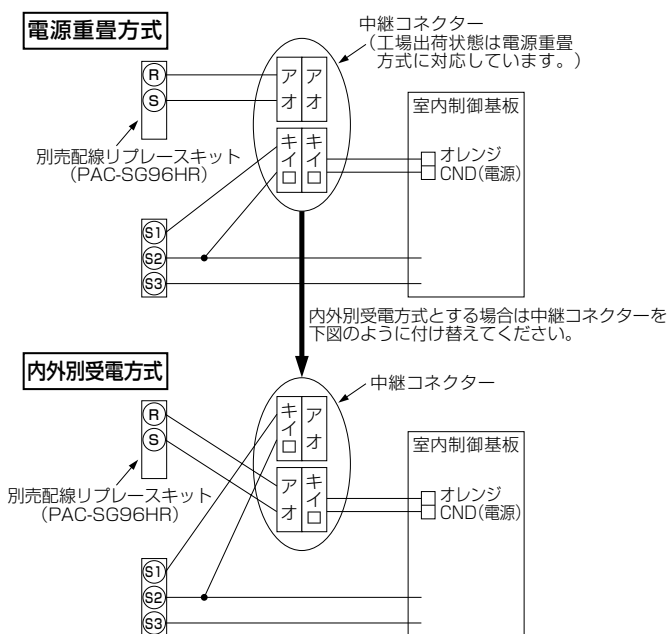 電源重畳方式
中継コネクター
(工場出荷状態は電源重畳
方式に対応しています。)
R
S
アオ
アオ
キイロ
キイロ
別売配線リプレースキット
(PAC-SG96HR)
室内制御基板
オレンジ
CND(電源)
S1
S2
S3
内外別受電方式とする場合は中継コネクターを
下図のように付け替えてください。
内外別受電方式
中継コネクター
R
S
キイロ
アオ
アオ
キイロ
別売配線リプレースキット
(PAC-SG96HR)
室内制御基板
オレンジ
CND(電源)
S1
S2
S3